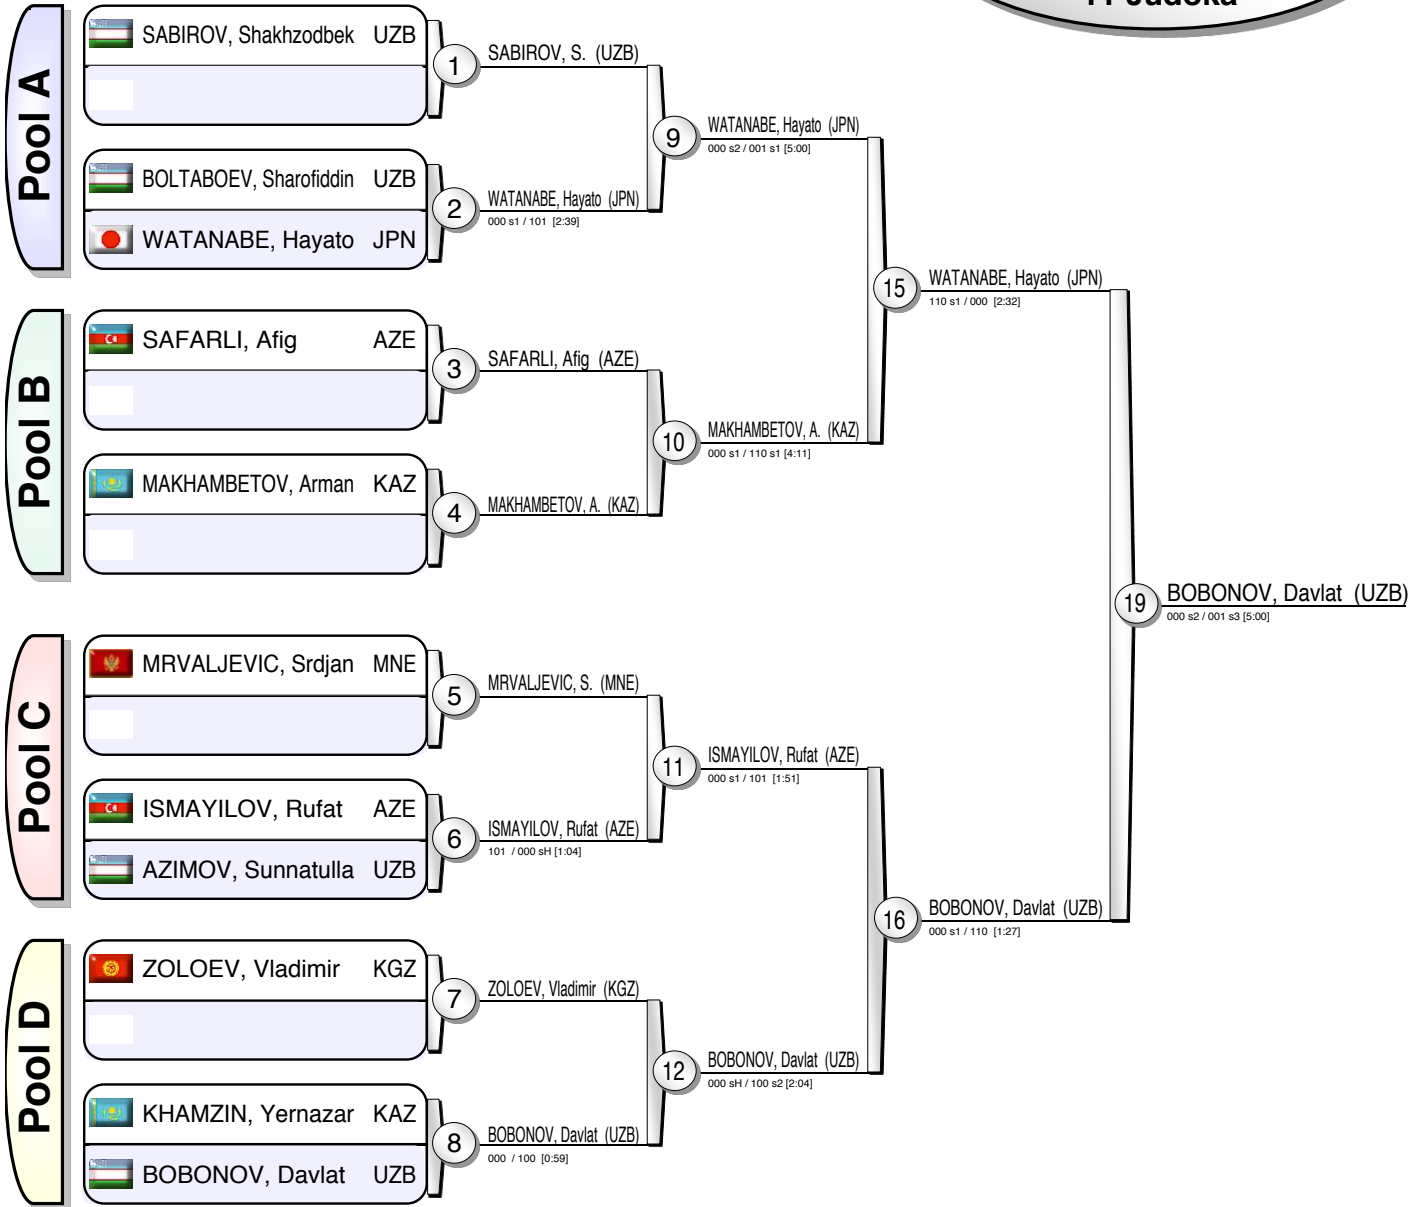 11 Judoka
Pool A
SABIROV, Shakhzodbek UZB
1
SABIROV, S. (UZB)
BOLTABOEV, Sharofiddin UZB
WATANABE, Hayato JPN
2
WATANABE, Hayato (JPN)
000 s1 / 101 [2:39]
9
WATANABE, Hayato (JPN)
000 s2 / 001 s1 [5:00]
Pool B
SAFARLI, Afig AZE
3
SAFARLI, Afig (AZE)
MAKHAMBETOV, Arman KAZ
4
MAKHAMBETOV, A. (KAZ)
10
MAKHAMBETOV, A. (KAZ)
000 s1 / 110 s1 [4:11]
15
WATANABE, Hayato (JPN)
110 s1 / 000 [2:32]
Pool C
MRVALJEVIC, Srdjan MNE
5
MRVALJEVIC, S. (MNE)
ISMAYILOV, Rufat AZE
AZIMOV, Sunnatulla UZB
6
ISMAYILOV, Rufat (AZE)
101 / 000 sH [1:04]
11
ISMAYILOV, Rufat (AZE)
000 s1 / 101 [1:51]
Pool D
ZOLOEV, Vladimir KGZ
7
ZOLOEV, Vladimir (KGZ)
KHAMZIN, Yernazar KAZ
BOBONOV, Davlat UZB
8
BOBONOV, Davlat (UZB)
000 / 100 [0:59]
12
BOBONOV, Davlat (UZB)
000 sH / 100 s2 [2:04]
16
BOBONOV, Davlat (UZB)
000 s1 / 110 [1:27]
19
BOBONOV, Davlat (UZB)
000 s2 / 001 s3 [5:00]